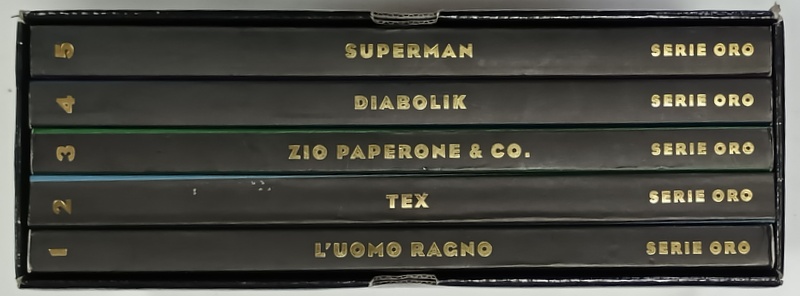 5 SUPERMAN SERIE ORO
4 DIABOLIK SERIE ORO
3 ZIO PAPERONE & CO. SERIE ORO
2 TEX SERIE ORO
1 L'UOMO RAGNO SERIE ORO